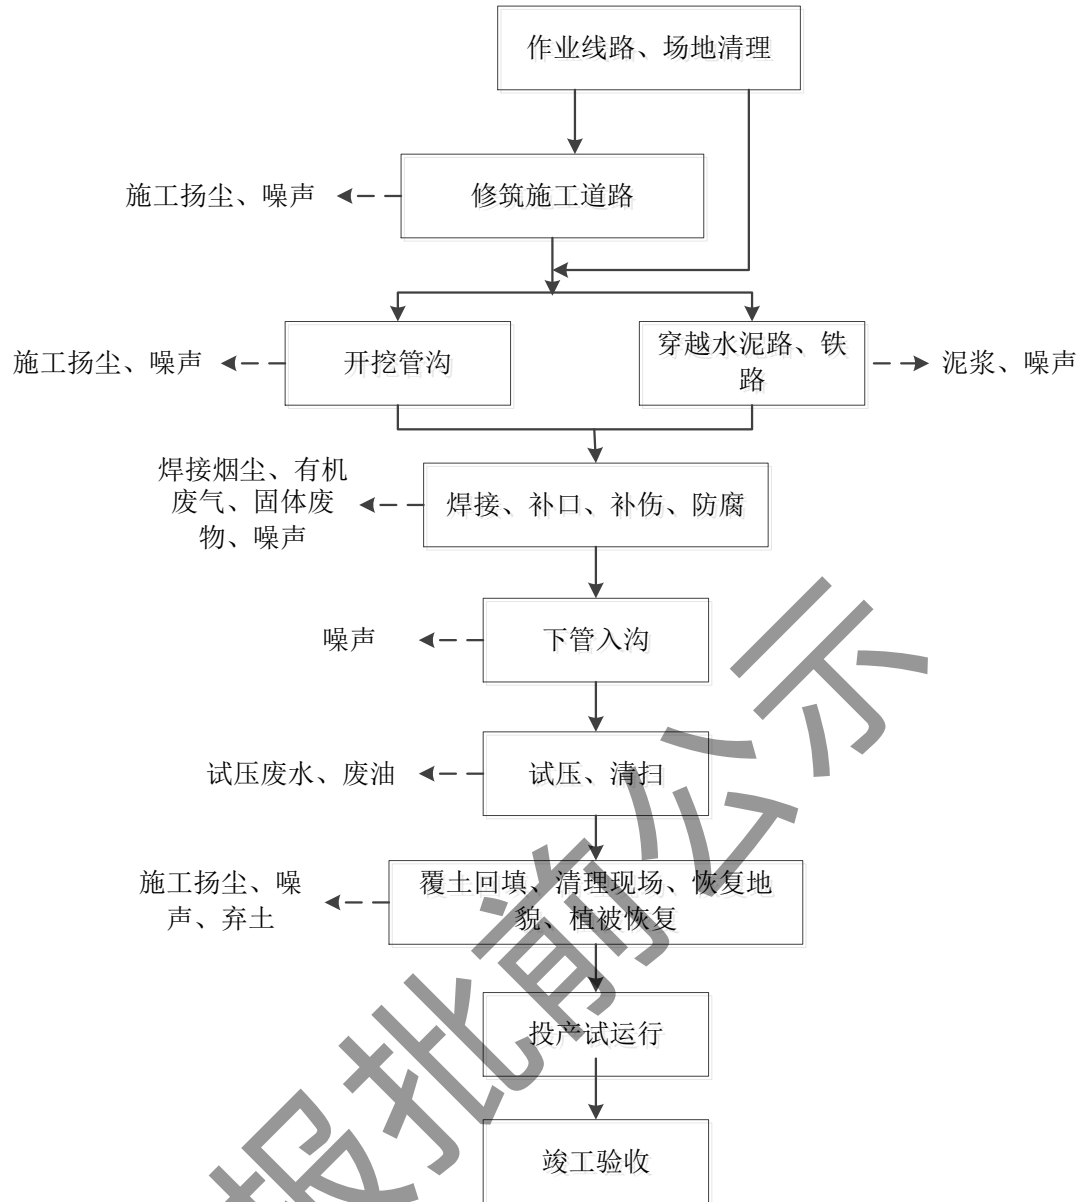 作业线路、场地清理
施工扬尘、噪声
修筑施工道路
施工扬尘、噪声
开挖管沟
穿越水泥路、铁
路
泥浆、噪声
焊接烟尘、有机
废气、固体废
物、噪声
焊接、补口、补伤、防腐
噪声
下管入沟
试压废水、废油
试压、清扫
施工扬尘、噪
声、弃土
覆土回填、清理现场、恢复地
貌、植被恢复
投产试运行
竣工验收
报批前公示